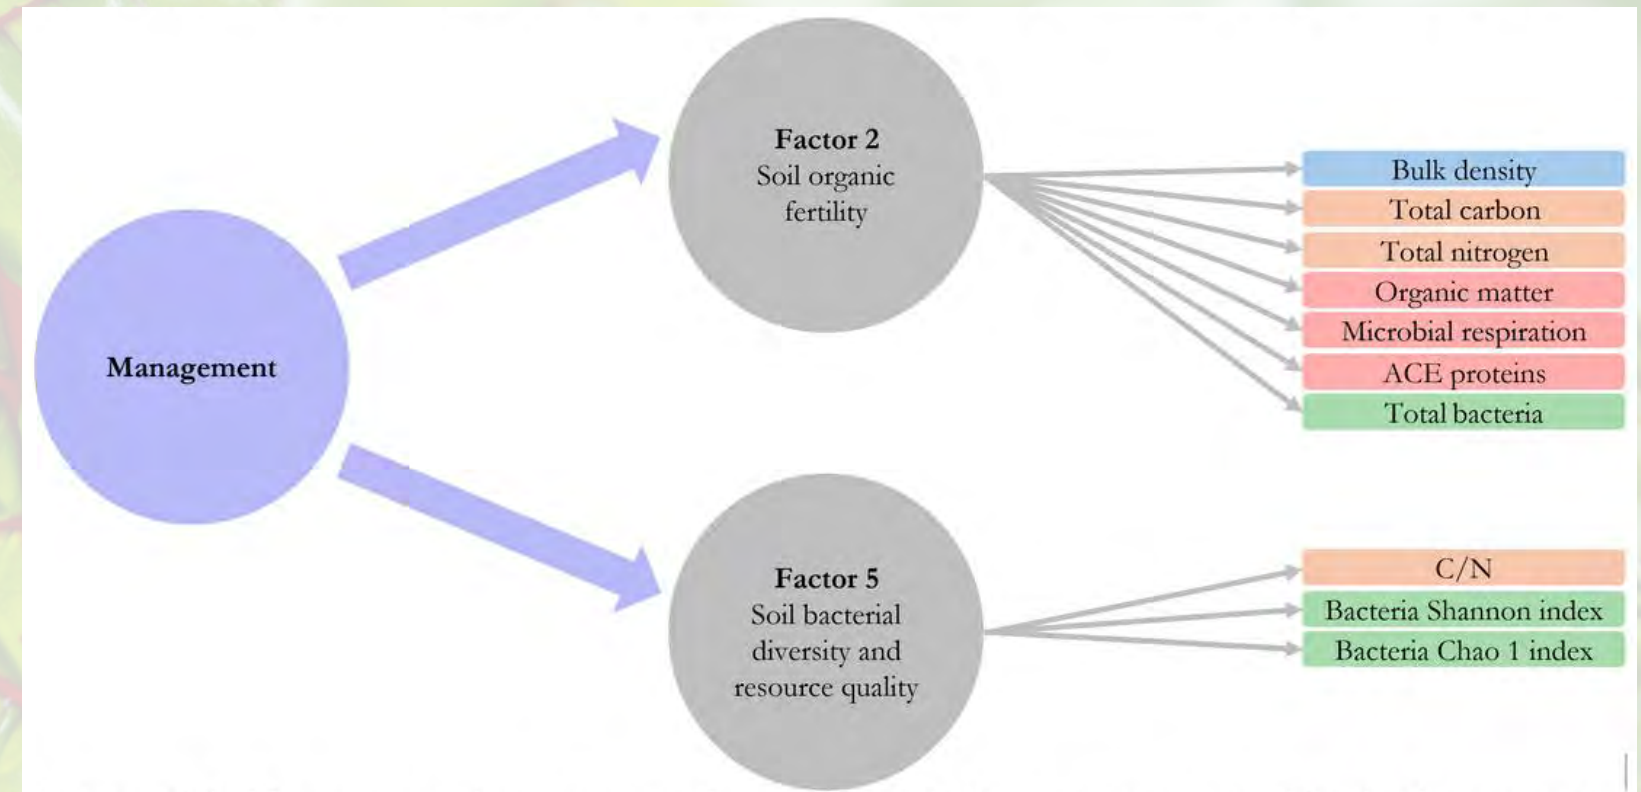 Management
Factor 2
Soil organic
fertility
Bulk density
Total carbon
Total nitrogen
Organic matter
Microbial respiration
ACE proteins
Total bacteria
Factor 5
Soil bacterial
diversity and
resource quality
C/N
Bacteria Shannon index
Bacteria Chao 1 index